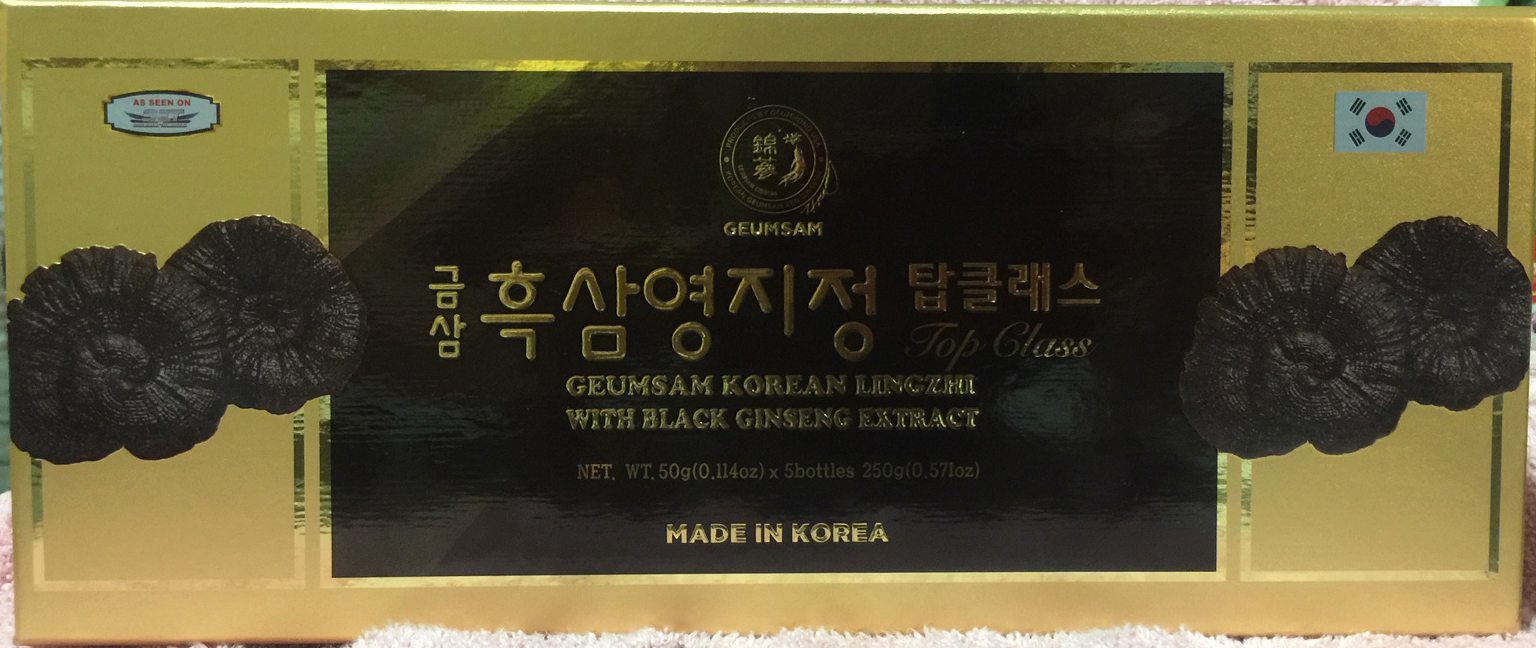 AS SEEN ON
錦蔘
GEUMSAM
금삼 흑삼영지정 탑클래스
Top Class
GEUMSAM KOREAN LINGZHI
WITH BLACK GINSENG EXTRACT
NET. WT. 50g(0.114oz) x 5bottles 250g(0.571oz)
MADE IN KOREA